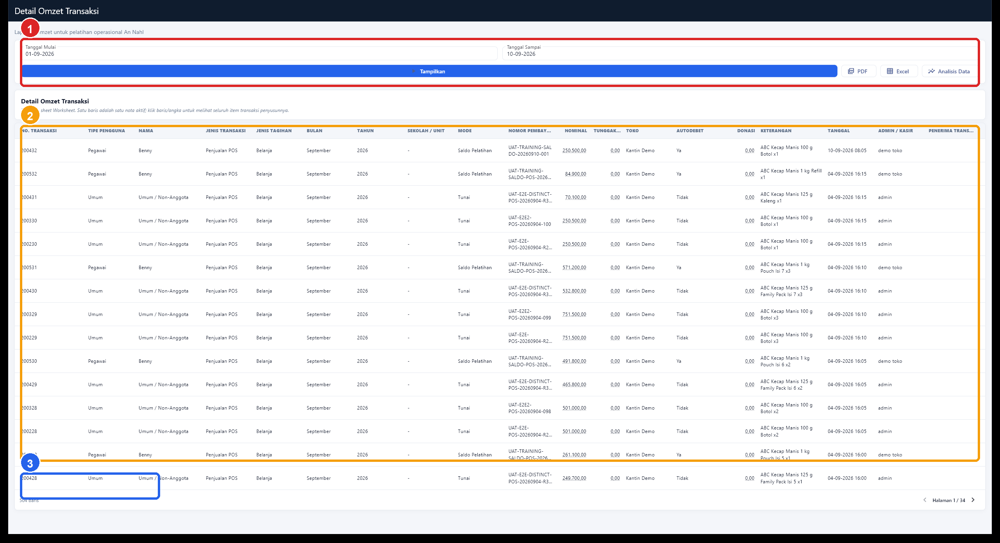 Detail Omzet Transaksi
1
mzet untuk pelatihan operasional An Nahl
Tanggal Mulai
01-09-2026
Tanggal Sampai
10-09-2026
Tampilkan
PDF
Excel
Analisis Data
Detail Omzet Transaksi
2
sheet Worksheet. Satu baris adalah satu nota aktif; klik baris/angka untuk melihat seluruh item transaksi penyusunnya.
NO. TRANSAKSI TIPE PENGGUNA NAMA JENIS TRANSAKSI JENIS TAGIHAN BULAN TAHUN SEKOLAH / UNIT MODE NOMOR PEMBAY... NOMINAL TUNGGAK... TOKO AUTODEBET DONASI KETERANGAN TANGGAL ADMIN / KASIR PENERIMA TRANS...
200432 Pegawai Benny Penjualan POS Belanja September 2026 - Saldo Pelatihan UAT-TRAINING-SAL DO-20260910-001 250.500,00 0,00 Kantin Demo Ya 0,00 ABC Kecap Manis 100 g Botol x1 10-09-2026 08:05 demo toko
200532 Pegawai Benny Penjualan POS Belanja September 2026 - Saldo Pelatihan UAT-TRAINING- SALDO-POS-2026... 84.900,00 0,00 Kantin Demo Ya 0,00 ABC Kecap Manis 1 kg Refill x1 04-09-2026 16:15 demo toko
200431 Umum Umum / Non-Anggota Penjualan POS Belanja September 2026 - Tunai UAT-E2E-DISTINCT- POS-20260904-R3... 70.100,00 0,00 Kantin Demo Tidak 0,00 ABC Kecap Manis 125 g Kaleng x1 04-09-2026 16:15 admin
200330 Umum Umum / Non-Anggota Penjualan POS Belanja September 2026 - Tunai UAT-E2E2- POS-20260904-100 250.500,00 0,00 Kantin Demo Tidak 0,00 ABC Kecap Manis 100 g Botol x1 04-09-2026 16:15 admin
200230 Umum Umum / Non-Anggota Penjualan POS Belanja September 2026 - Tunai UAT-E2E- POS-20260904-R2... 250.500,00 0,00 Kantin Demo Tidak 0,00 ABC Kecap Manis 100 g Botol x1 04-09-2026 16:15 admin
200531 Pegawai Benny Penjualan POS Belanja September 2026 - Saldo Pelatihan UAT-TRAINING- SALDO-POS-2026... 571.200,00 0,00 Kantin Demo Ya 0,00 ABC Kecap Manis 1 kg Pouch Isi 7 x3 04-09-2026 16:10 demo toko
200430 Umum Umum / Non-Anggota Penjualan POS Belanja September 2026 - Tunai UAT-E2E-DISTINCT- POS-20260904-R3... 532.800,00 0,00 Kantin Demo Tidak 0,00 ABC Kecap Manis 125 g Family Pack Isi 7 x3 04-09-2026 16:10 admin
200329 Umum Umum / Non-Anggota Penjualan POS Belanja September 2026 - Tunai UAT-E2E2- POS-20260904-099 751.500,00 0,00 Kantin Demo Tidak 0,00 ABC Kecap Manis 100 g Botol x3 04-09-2026 16:10 admin
200229 Umum Umum / Non-Anggota Penjualan POS Belanja September 2026 - Tunai UAT-E2E- POS-20260904-R2... 751.500,00 0,00 Kantin Demo Tidak 0,00 ABC Kecap Manis 100 g Botol x3 04-09-2026 16:10 admin
200530 Pegawai Benny Penjualan POS Belanja September 2026 - Saldo Pelatihan UAT-TRAINING- SALDO-POS-2026... 491.800,00 0,00 Kantin Demo Ya 0,00 ABC Kecap Manis 1 kg Pouch Isi 6 x2 04-09-2026 16:05 demo toko
200429 Umum Umum / Non-Anggota Penjualan POS Belanja September 2026 - Tunai UAT-E2E-DISTINCT- POS-20260904-R3... 465.800,00 0,00 Kantin Demo Tidak 0,00 ABC Kecap Manis 125 g Family Pack Isi 6 x2 04-09-2026 16:05 admin
200328 Umum Umum / Non-Anggota Penjualan POS Belanja September 2026 - Tunai UAT-E2E2- POS-20260904-098 501.000,00 0,00 Kantin Demo Tidak 0,00 ABC Kecap Manis 100 g Botol x2 04-09-2026 16:05 admin
200228 Umum Umum / Non-Anggota Penjualan POS Belanja September 2026 - Tunai UAT-E2E- POS-20260904-R2... 501.000,00 0,00 Kantin Demo Tidak 0,00 ABC Kecap Manis 100 g Botol x2 04-09-2026 16:05 admin
Pegawai Benny Penjualan POS Belanja September 2026 - Saldo Pelatihan UAT-TRAINING- SALDO-POS-2026... 261.100,00 0,00 Kantin Demo Ya 0,00 ABC Kecap Manis 1 kg Pouch Isi 5 x1 04-09-2026 16:00 demo toko
3
200428 Umum Umum / Non-Anggota Penjualan POS Belanja September 2026 - Tunai UAT-E2E-DISTINCT- POS-20260904-R3... 249.700,00 0,00 Kantin Demo Tidak 0,00 ABC Kecap Manis 125 g Family Pack Isi 5 x1 04-09-2026 16:00 admin
504 baris
Halaman 1 / 34